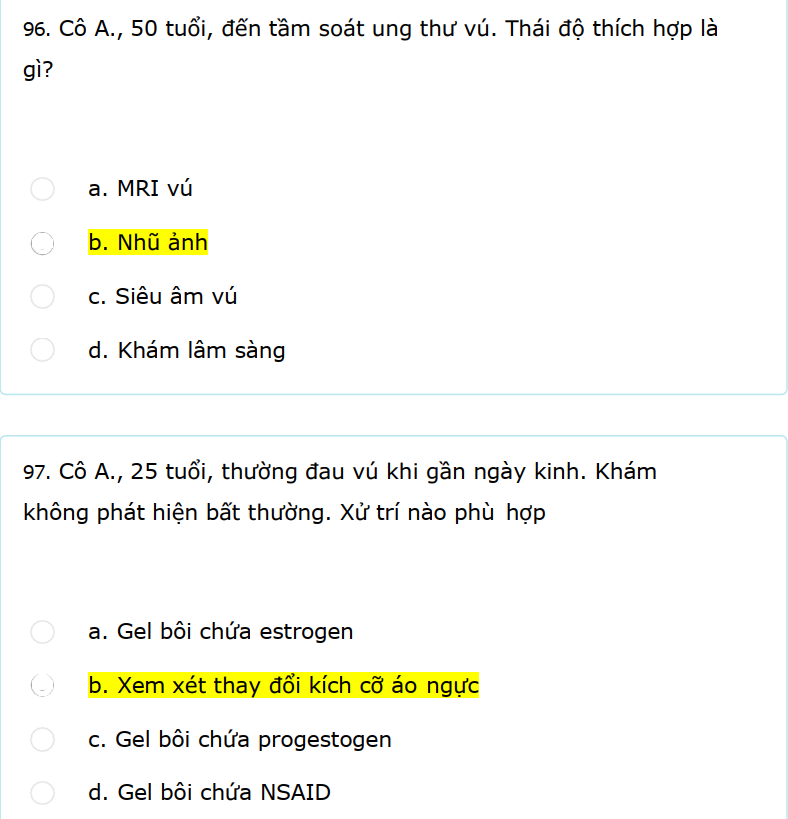 96. Cô A., 50 tuổi, đến tầm soát ung thư vú. Thái độ thích hợp là
gì?
a. MRI vú
b. Nhũ ảnh
c. Siêu âm vú
d. Khám lâm sàng
97. Cô A., 25 tuổi, thường đau vú khi gần ngày kinh. Khám
không phát hiện bất thường. Xử trí nào phù hợp
a. Gel bôi chứa estrogen
b. Xem xét thay đổi kích cỡ áo ngực
c. Gel bôi chứa progestogen
d. Gel bôi chứa NSAID